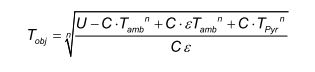 T_obj = ⁿ√((U − C · T_amb^n + C · εT_amb^n + C · T_Pyr^n) / (C ε))